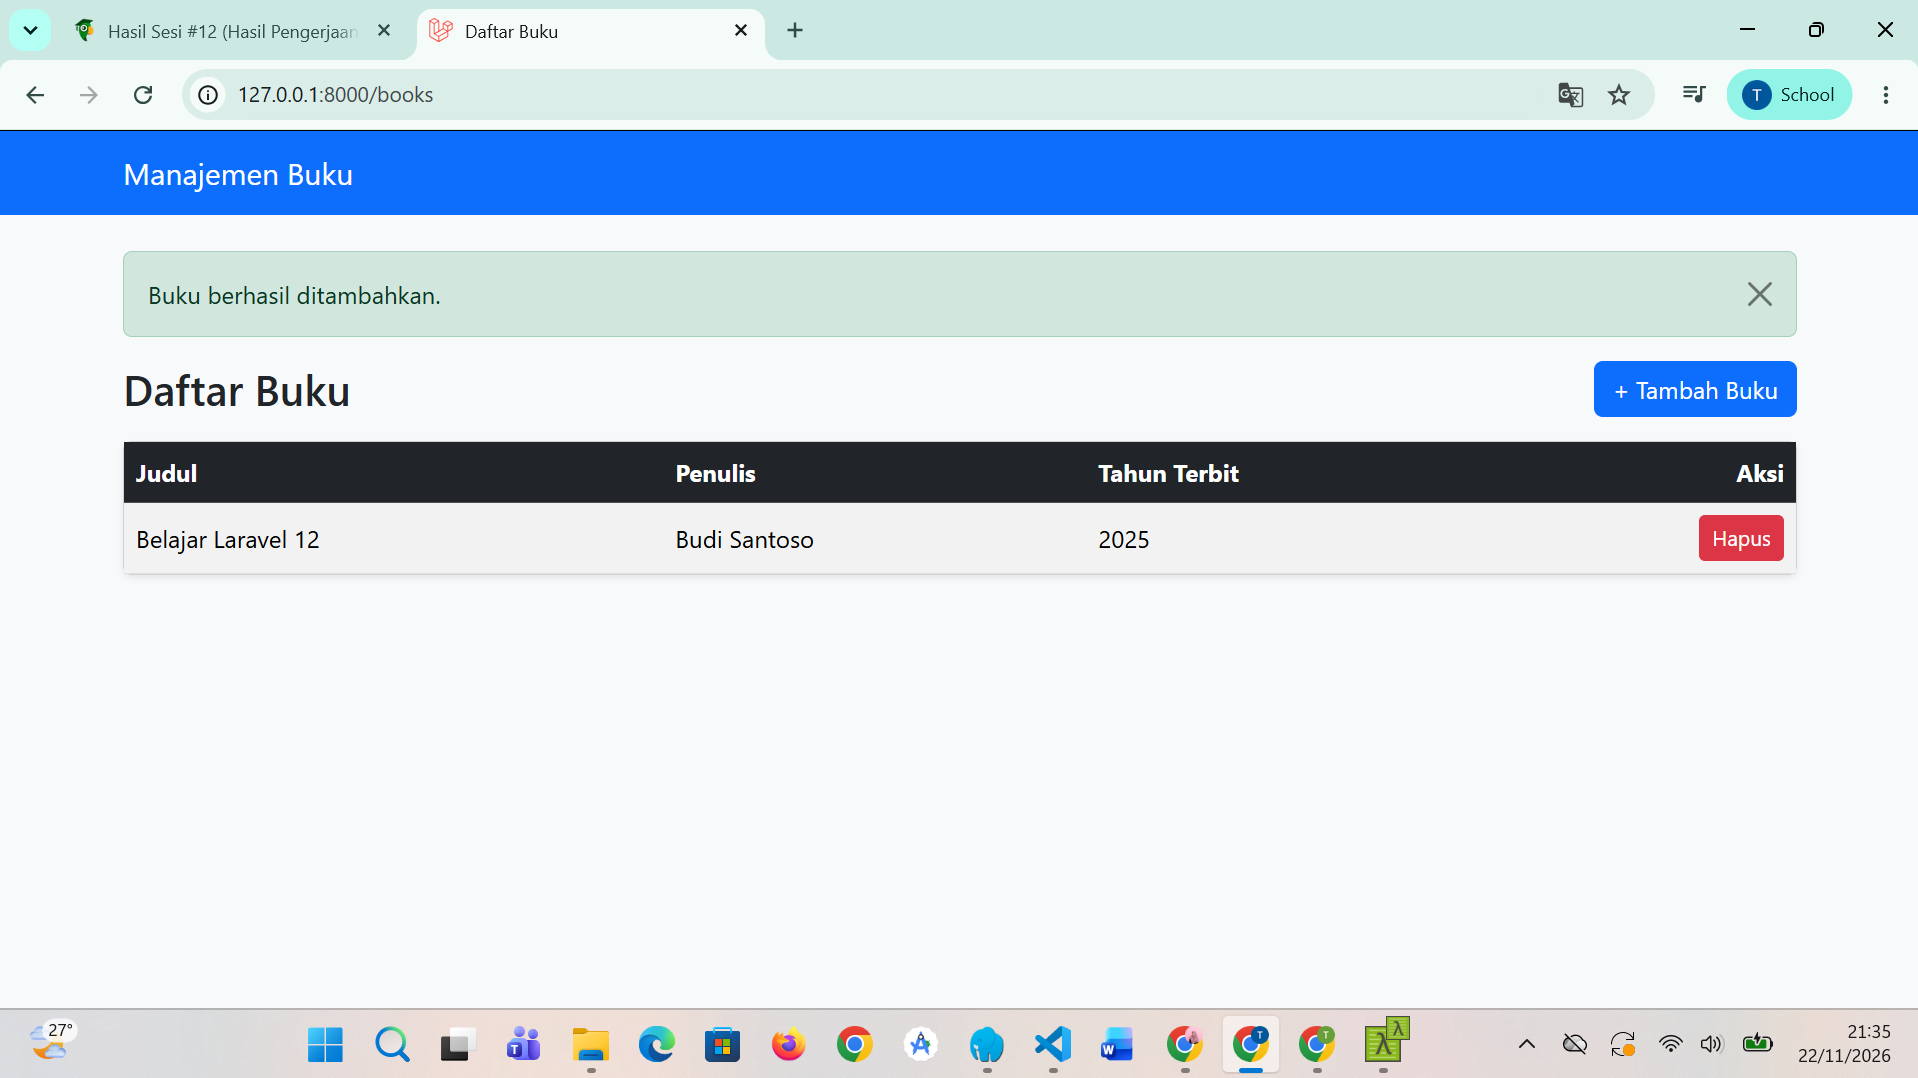 Hasil Sesi #12 (Hasil Pengerjaan
Daftar Buku
127.0.0.1:8000/books
T
School
Manajemen Buku
Buku berhasil ditambahkan.
Daftar Buku
+ Tambah Buku
Judul Penulis Tahun Terbit Aksi
Belajar Laravel 12 Budi Santoso 2025 Hapus
27°
21:35
22/11/2026